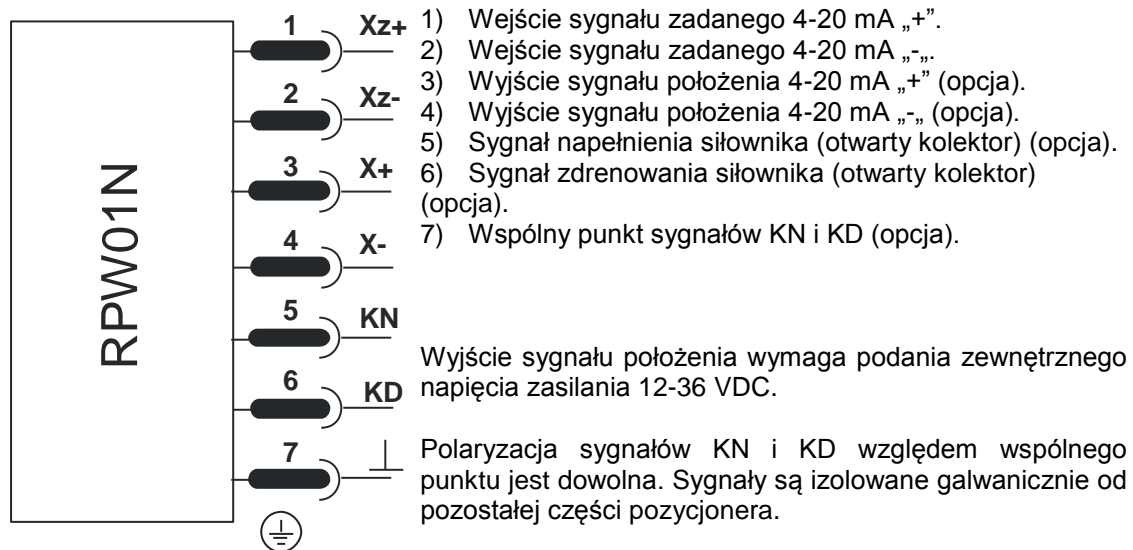 RPW01N
1 Xz+
2 Xz-
3 X+
4 X-
5 KN
6 KD
7
1) Wejście sygnału zadanego 4-20 mA „+”.
2) Wejście sygnału zadanego 4-20 mA „-„.
3) Wyjście sygnału położenia 4-20 mA „+” (opcja).
4) Wyjście sygnału położenia 4-20 mA „-„ (opcja).
5) Sygnał napełnienia siłownika (otwarty kolektor) (opcja).
6) Sygnał zdrenowania siłownika (otwarty kolektor)
(opcja).
7) Wspólny punkt sygnałów KN i KD (opcja).
Wyjście sygnału położenia wymaga podania zewnętrznego
napięcia zasilania 12-36 VDC.
Polaryzacja sygnałów KN i KD względem wspólnego
punktu jest dowolna. Sygnały są izolowane galwanicznie od
pozostałej części pozycjonera.